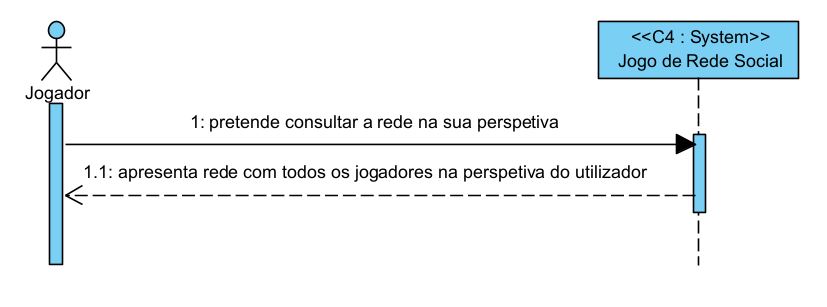 <<C4 : System>>
Jogo de Rede Social
Jogador
1: pretende consultar a rede na sua perspetiva
1.1: apresenta rede com todos os jogadores na perspetiva do utilizador